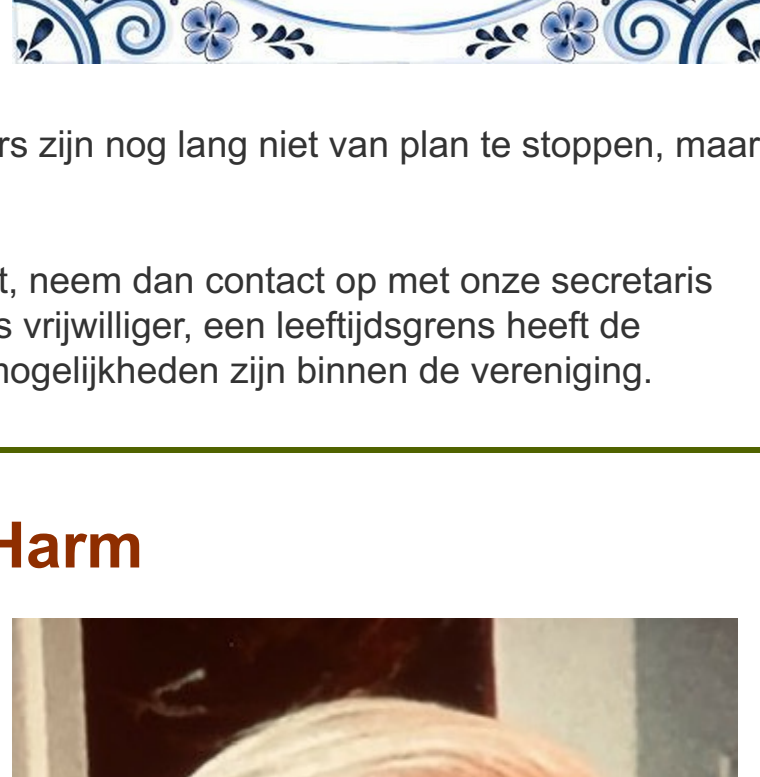 rs zijn nog lang niet van plan te stoppen, maar
t, neem dan contact op met onze secretaris
s vrijwilliger, een leeftijdsgrens heeft de
mogelijkheden zijn binnen de vereniging.
Harm